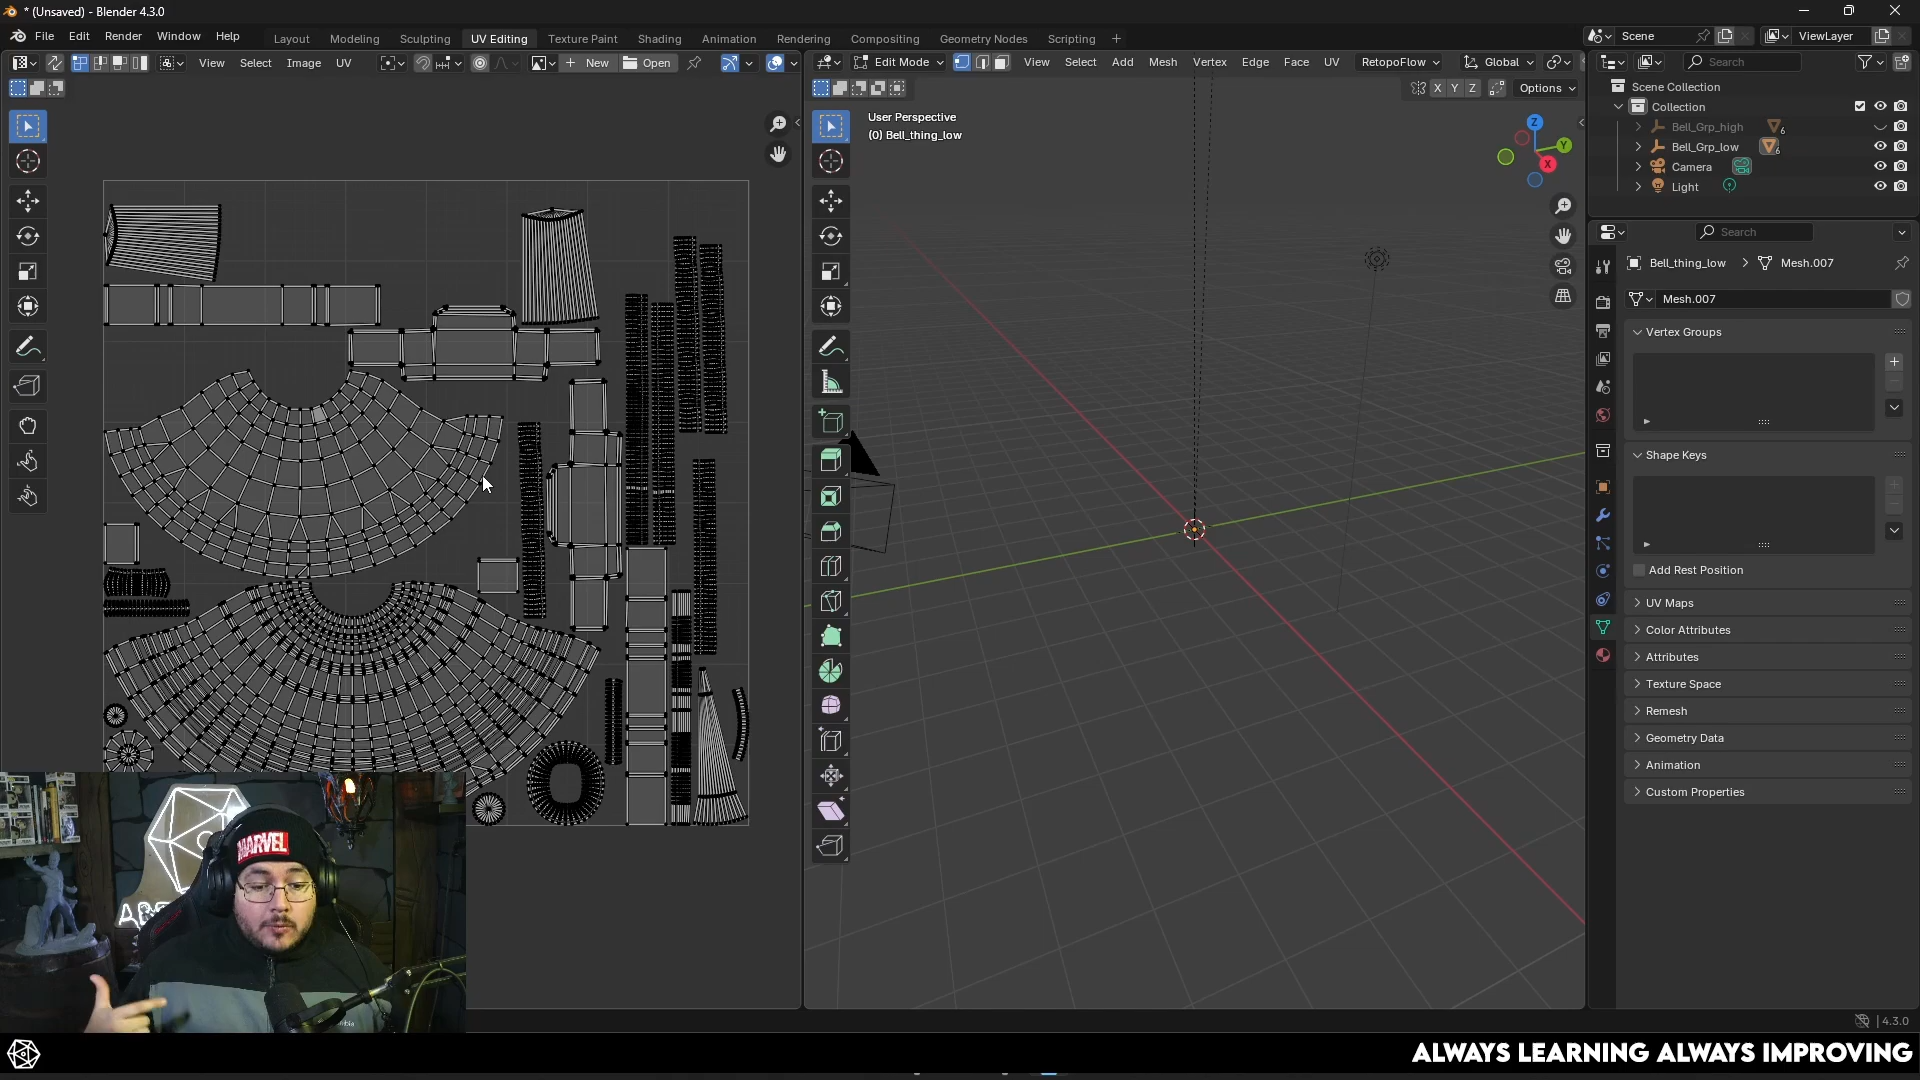 * (Unsaved) - Blender 4.3.0
File Edit Render Window Help
Layout Modeling Sculpting UV Editing Texture Paint Shading Animation Rendering Compositing Geometry Nodes Scripting +
Scene
ViewLayer
View Select Image UV
New
Open
Edit Mode
View Select Add Mesh Vertex Edge Face UV
RetopoFlow
Global
Search
X Y Z
Options
User Perspective
(0) Bell_thing_low
Z
Y
X
Scene Collection
Collection
Bell_Grp_high
6
Bell_Grp_low
6
Camera
Light
Search
Bell_thing_low
Mesh.007
Mesh.007
Vertex Groups
Shape Keys
Add Rest Position
UV Maps
Color Attributes
Attributes
Texture Space
Remesh
Geometry Data
Animation
Custom Properties
MARVEL
4.3.0
ALWAYS LEARNING ALWAYS IMPROVING